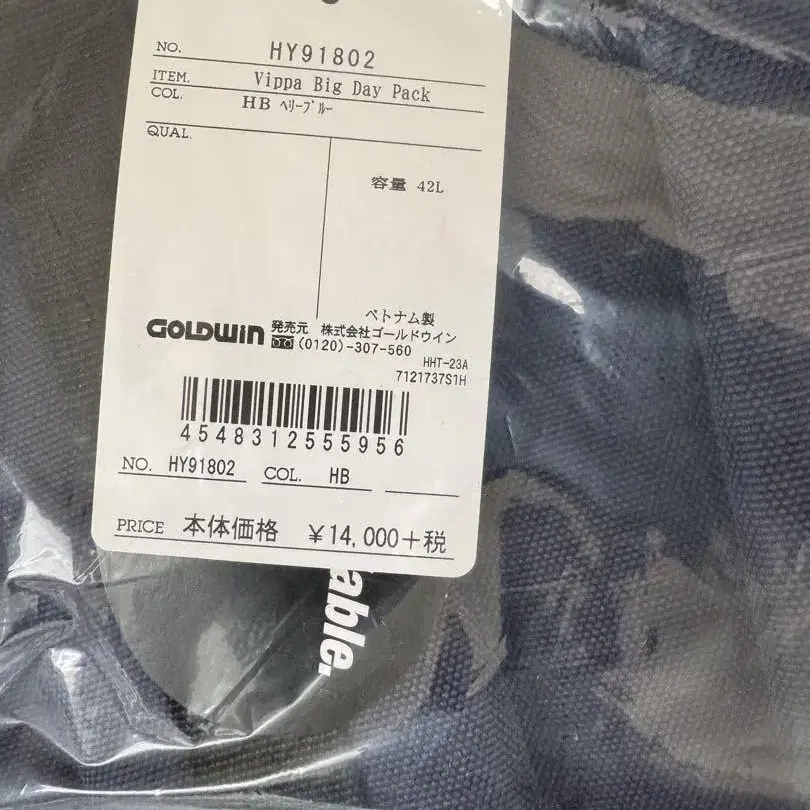 NO. HY91802
ITEM. Vippa Big Day Pack
COL. HB ﾍﾘｰﾌﾞﾙｰ
QUAL.
容量 42L
ベトナム製
GOLDWIN 発売元 株式会社ゴールドウイン
(0120)-307-560
HHT-23A
7121737S1H
4548312555956
NO. HY91802 COL. HB
PRICE 本体価格 ¥14,000+税
able.